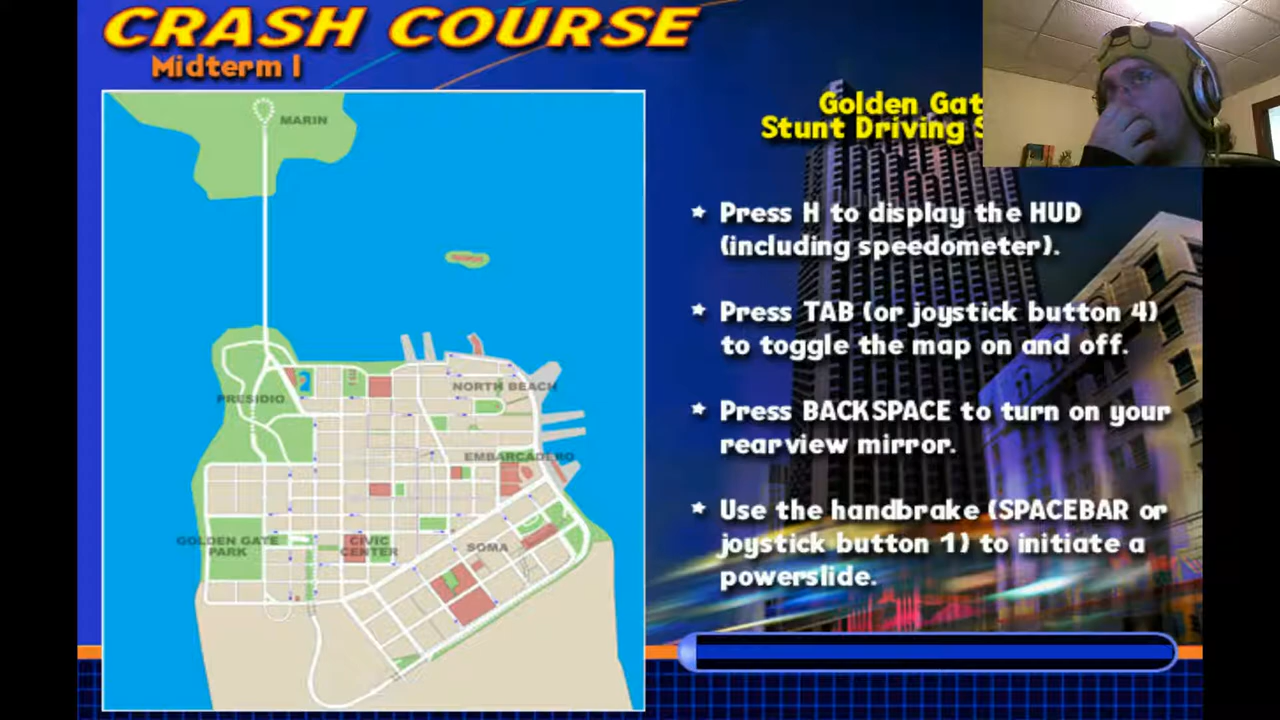 CRASH COURSE
Midterm 1
Golden Gat
Stunt Driving S
MARIN
PRESIDIO
NORTH BEACH
EMBARCADERO
GOLDEN GATE
PARK
CIVIC
CENTER
SOMA
★ Press H to display the HUD
(including speedometer).
★ Press TAB (or joystick button 4)
to toggle the map on and off.
★ Press BACKSPACE to turn on your
rearview mirror.
★ Use the handbrake (SPACEBAR or
joystick button 1) to initiate a
powerslide.